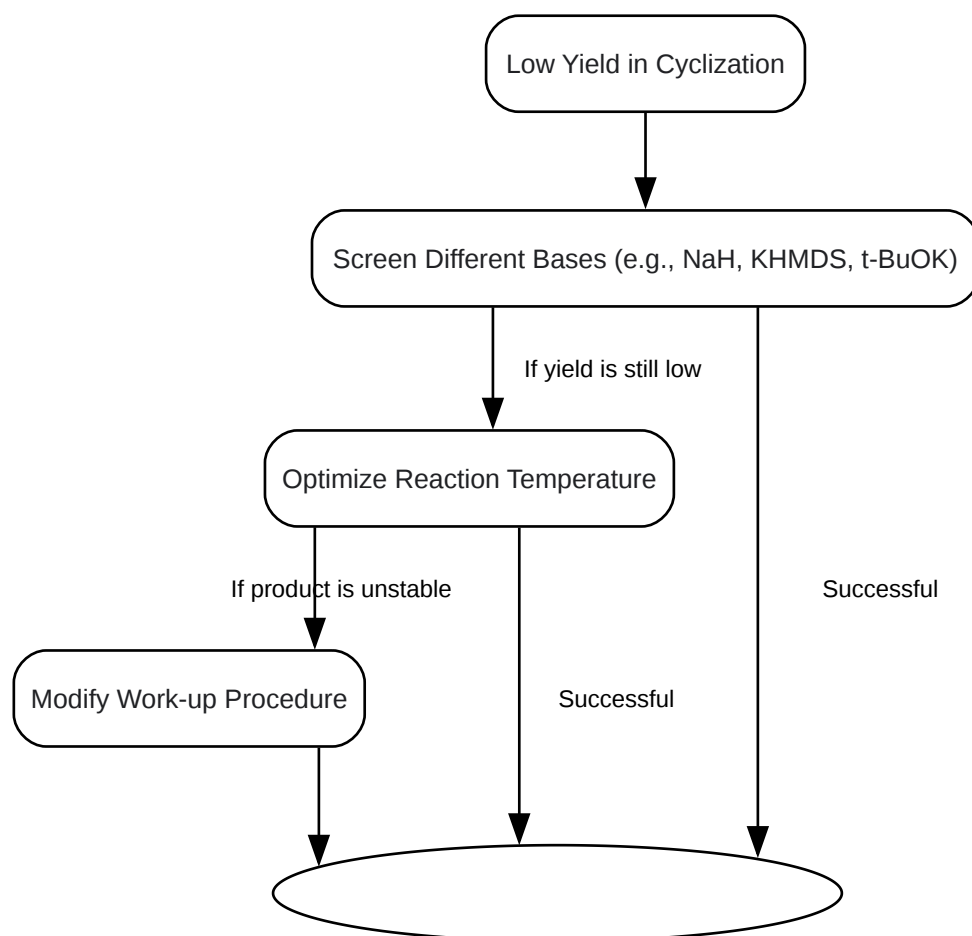 Low Yield in Cyclization
Screen Different Bases (e.g., NaH, KHMDS, t-BuOK)
If yield is still low
Optimize Reaction Temperature
If product is unstable
Successful
Modify Work-up Procedure
Successful